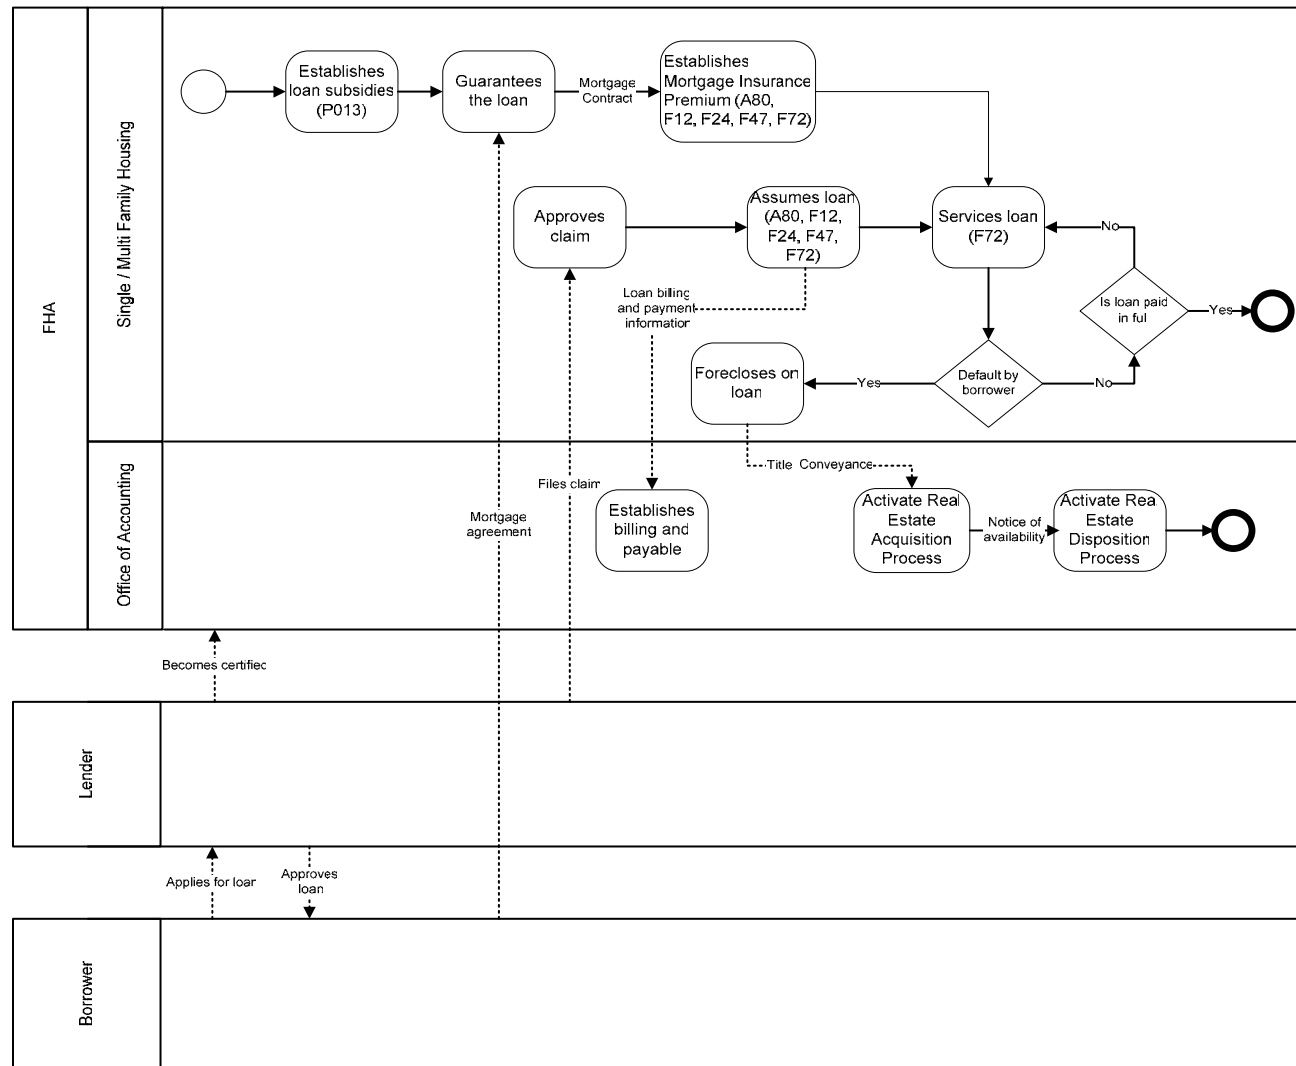 FHA
Single / Multi Family Housing
Establishes
loan subsidies
(P013)
Guarantees
the loan
Mortgage
Contract
Establishes
Mortgage Insurance
Premium (A80,
F12, F24, F47, F72)
Approves
claim
Assumes loan
(A80, F12,
F24, F47,
F72)
Services loan
(F72)
No
Is loan paid
in ful
Yes
Loan billing
and payment
information
Forecloses on
loan
Yes
Default by
borrower
No
Office of Accounting
Title Conveyance
Files claim
Mortgage
agreement
Establishes
billing and
payable
Activate Real
Estate
Acquisition
Process
Notice of
availability
Activate Rea
Estate
Disposition
Process
Becomes certified
Lender
Applies for loan
Approves
loan
Borrower